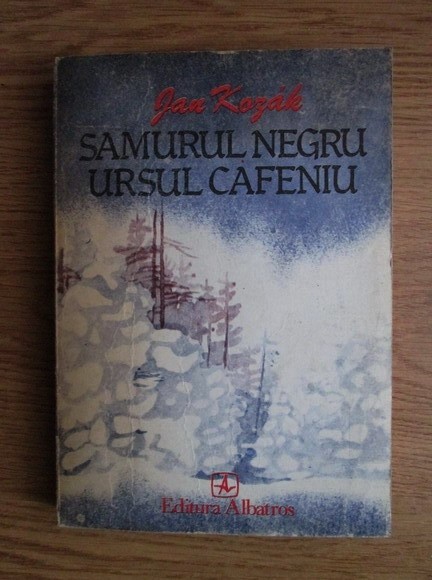 Jan Kozák
SAMURUL NEGRU
URSUL CAFENIU
A
Editura Albatros